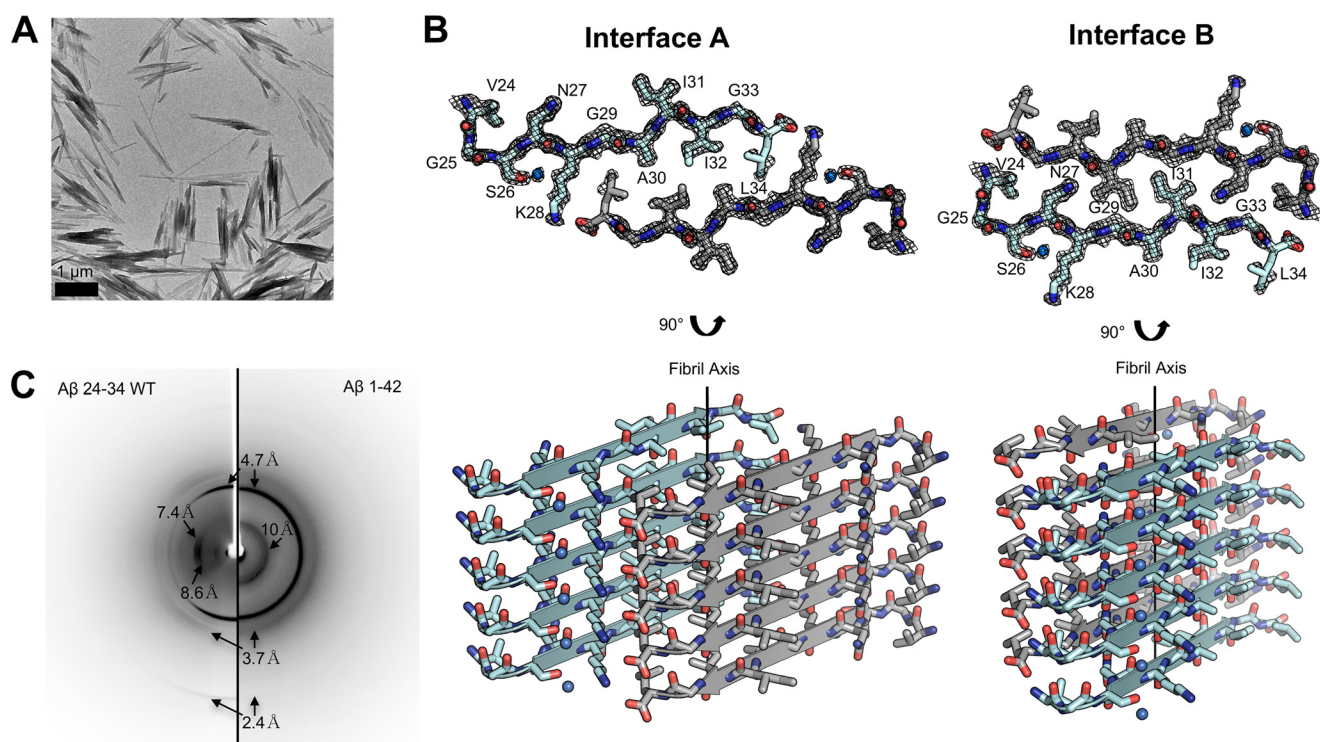 A
1 µm
B
Interface A
V24
N27
I31
G33
G29
G25
A30
I32
S26
L34
K28
90°
Fibril Axis
Interface B
V24
N27
I31
G29
G33
G25
S26
A30
I32
L34
K28
90°
Fibril Axis
C
Aβ 24-34 WT
Aβ 1-42
4.7 Å
7.4 Å
10 Å
8.6 Å
3.7 Å
2.4 Å